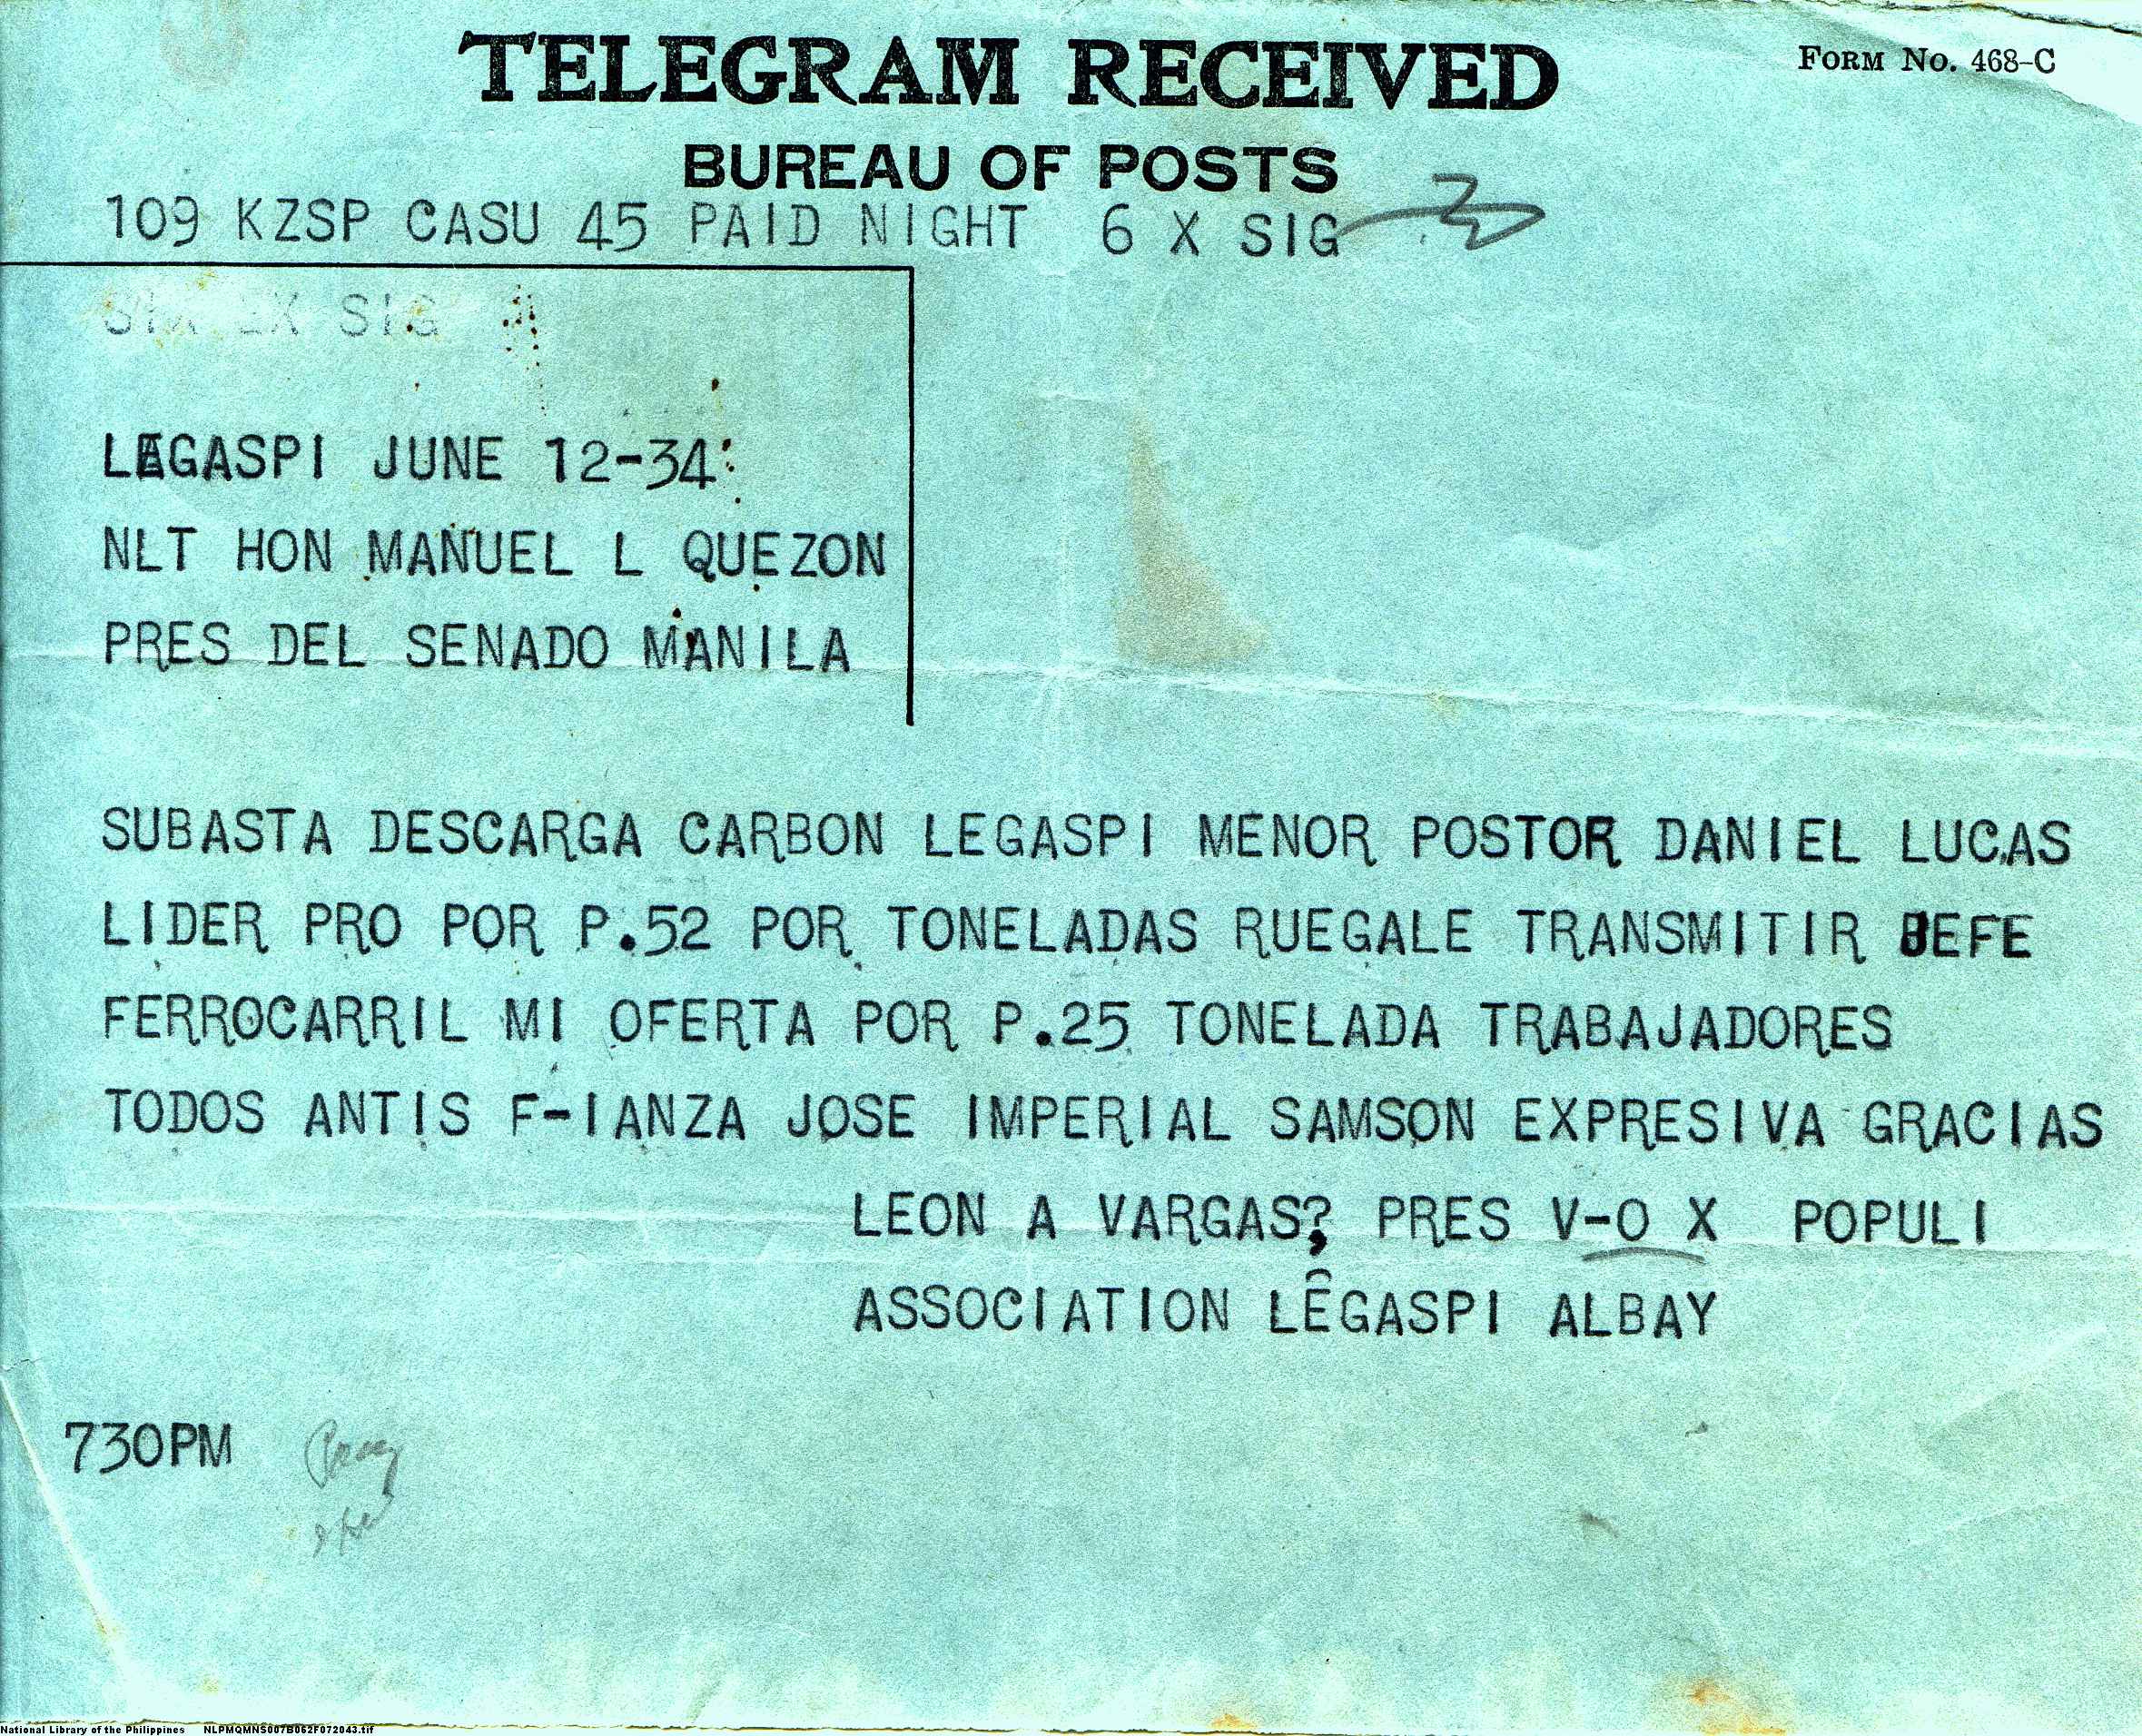 TELEGRAM RECEIVED
FORM No. 468-C
BUREAU OF POSTS
109 KZSP CASU 45 PAID NIGHT 6 X SIG
SIG
LEGASPI JUNE 12-34
NLT HON MANUEL L QUEZON
PRES DEL SENADO MANILA
SUBASTA DESCARGA CARBON LEGASPI MENOR POSTOR DANIEL LUCAS
LIDER PRO POR P.52 POR TONELADAS RUEGALE TRANSMITIR JEFE
FERROCARRIL MI OFERTA POR P.25 TONELADA TRABAJADORES
TODOS ANTIS F-IANZA JOSE IMPERIAL SAMSON EXPRESIVA GRACIAS
LEON A VARGAS? PRES V-O X POPULI
ASSOCIATION LEGASPI ALBAY
730PM
National Library of the Philippines NLPMQMNS007B062F072043.tif